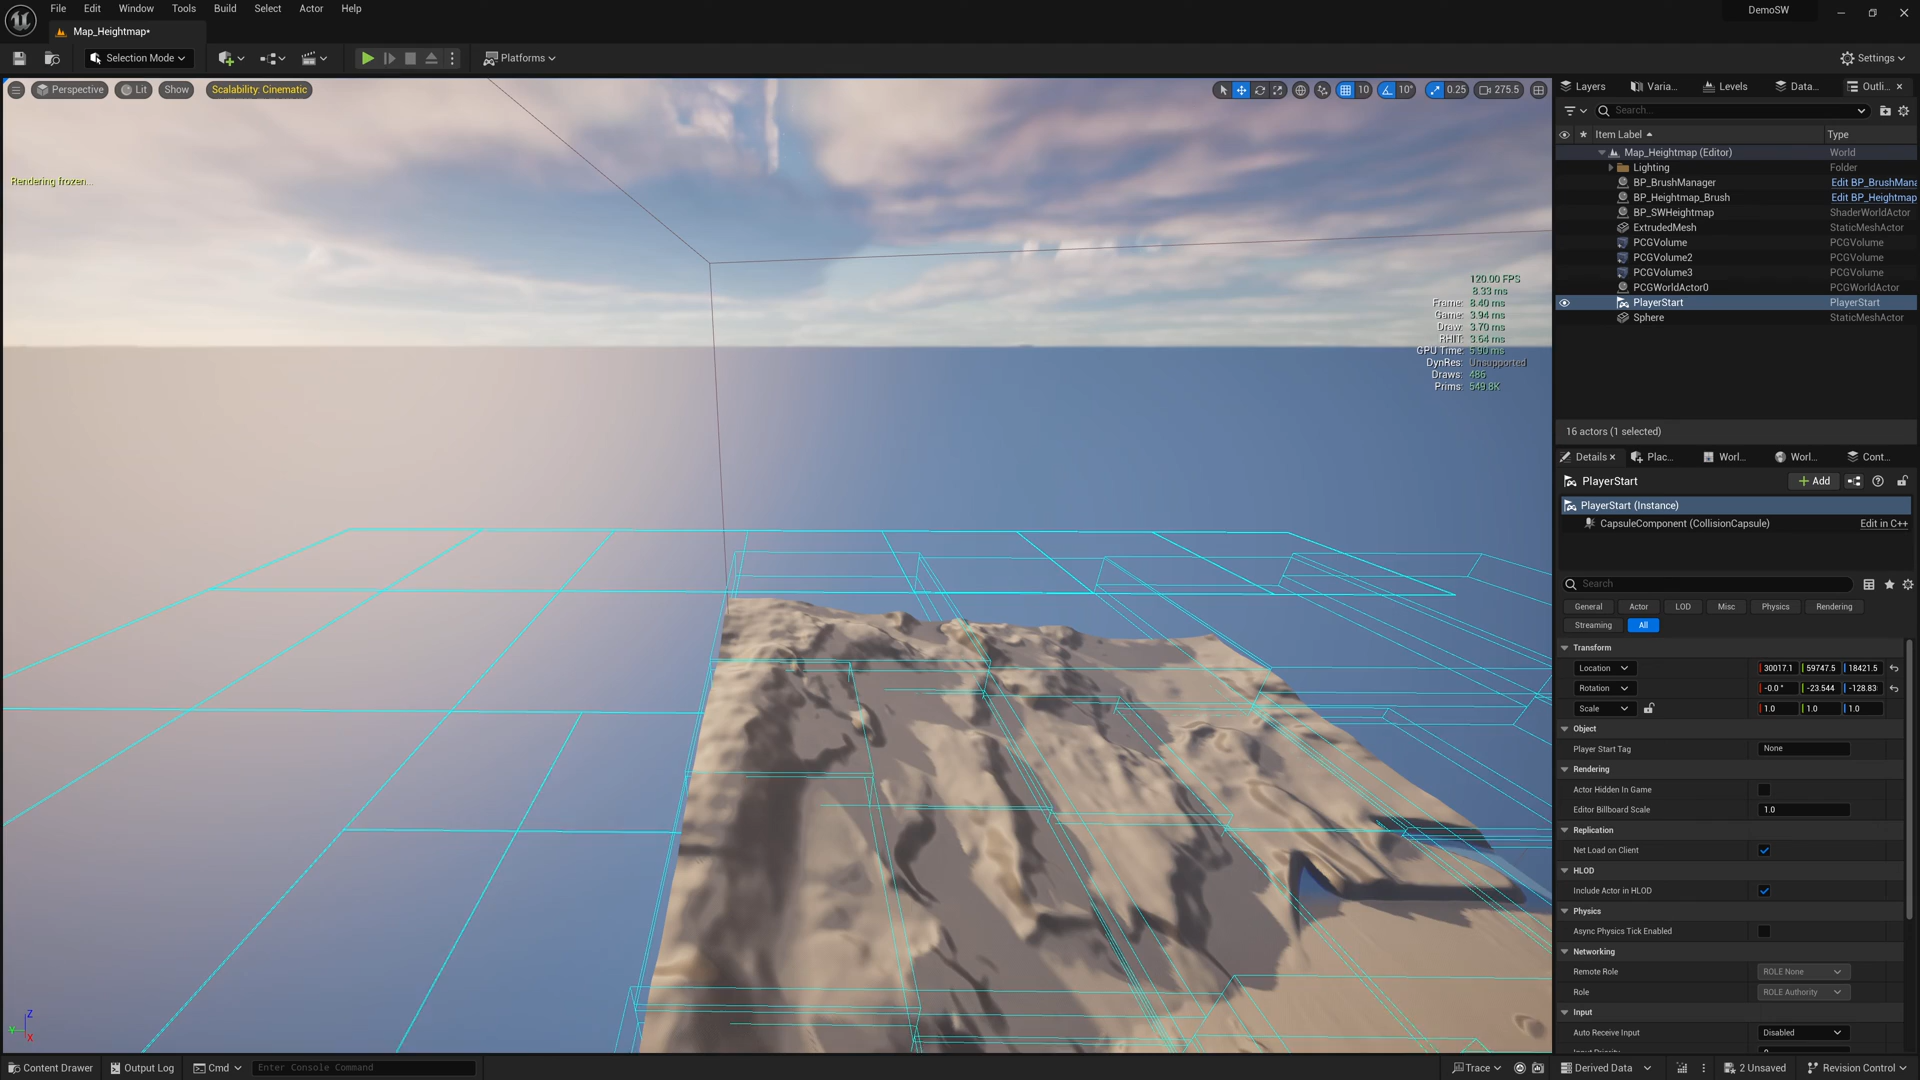 File Edit Window Tools Build Select Actor Help
DemoSW
Map_Heightmap•
Selection Mode
Platforms
Settings
Perspective Lit Show Scalability: Cinematic
10 10° 0.25 275.5
Rendering frozen...
120.00 FPS
8.33 ms
Frame: 8.40 ms
Game: 3.94 ms
Draw: 3.70 ms
RHIT: 3.64 ms
GPU Time: 5.90 ms
DynRes: Unsupported
Draws: 486
Prims: 549.8K
Z
Y
X
Layers Varia... Levels Data... Outli...
Search...
Item Label Type
Map_Heightmap (Editor) World
Lighting Folder
BP_BrushManager Edit BP_BrushMana
BP_Heightmap_Brush Edit BP_Heightmap
BP_SWHeightmap ShaderWorldActor
ExtrudedMesh StaticMeshActor
PCGVolume PCGVolume
PCGVolume2 PCGVolume
PCGVolume3 PCGVolume
PCGWorldActor0 PCGWorldActor
PlayerStart PlayerStart
Sphere StaticMeshActor
16 actors (1 selected)
Details Plac... Worl... Worl... Cont...
PlayerStart
Add
PlayerStart (Instance)
CapsuleComponent (CollisionCapsule) Edit in C++
Search
General Actor LOD Misc Physics Rendering
Streaming All
Transform
Location 30017.1 59747.5 18421.5
Rotation -0.0° -23.544 -128.83
Scale 1.0 1.0 1.0
Object
Player Start Tag None
Rendering
Actor Hidden In Game
Editor Billboard Scale 1.0
Replication
Net Load on Client
HLOD
Include Actor in HLOD
Physics
Async Physics Tick Enabled
Networking
Remote Role ROLE None
Role ROLE Authority
Input
Auto Receive Input Disabled
Content Drawer Output Log Cmd Enter Console Command
Trace Derived Data 2 Unsaved Revision Control